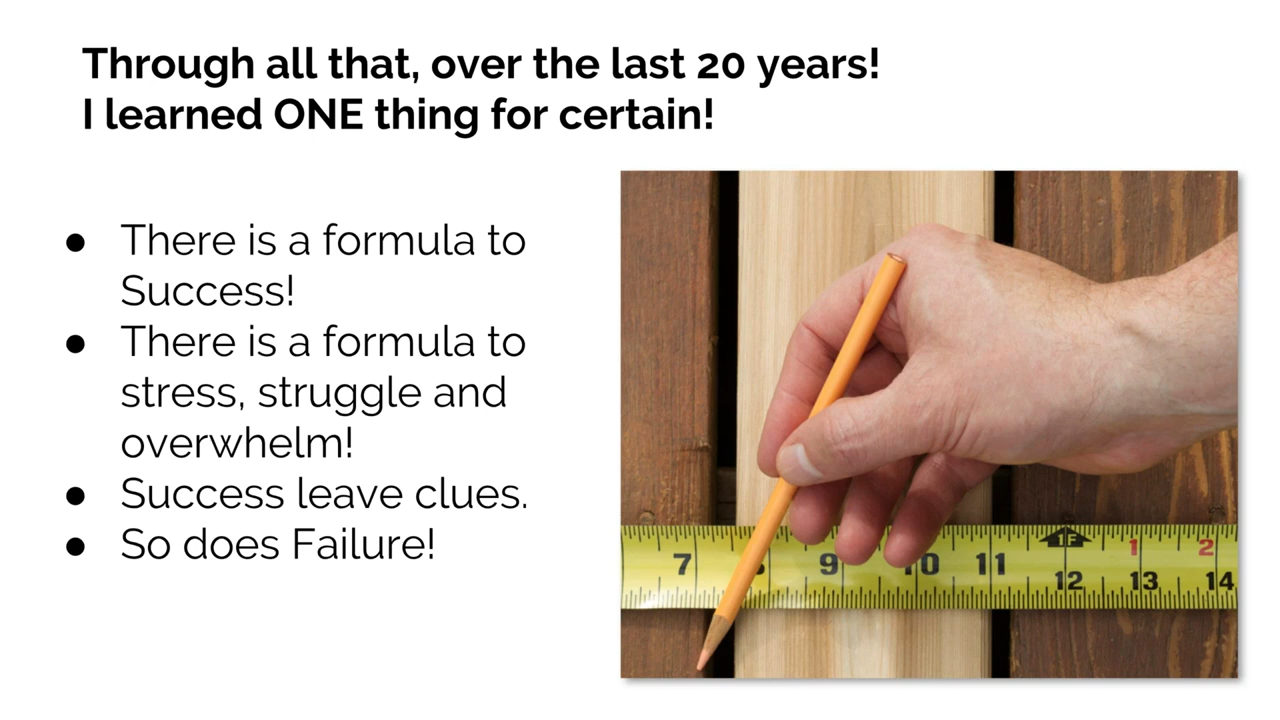 Through all that, over the last 20 years!
I learned ONE thing for certain!
● There is a formula to
Success!
● There is a formula to
stress, struggle and
overwhelm!
● Success leave clues.
● So does Failure!
7 8 9 10 11 1F 1 2
12 13 14